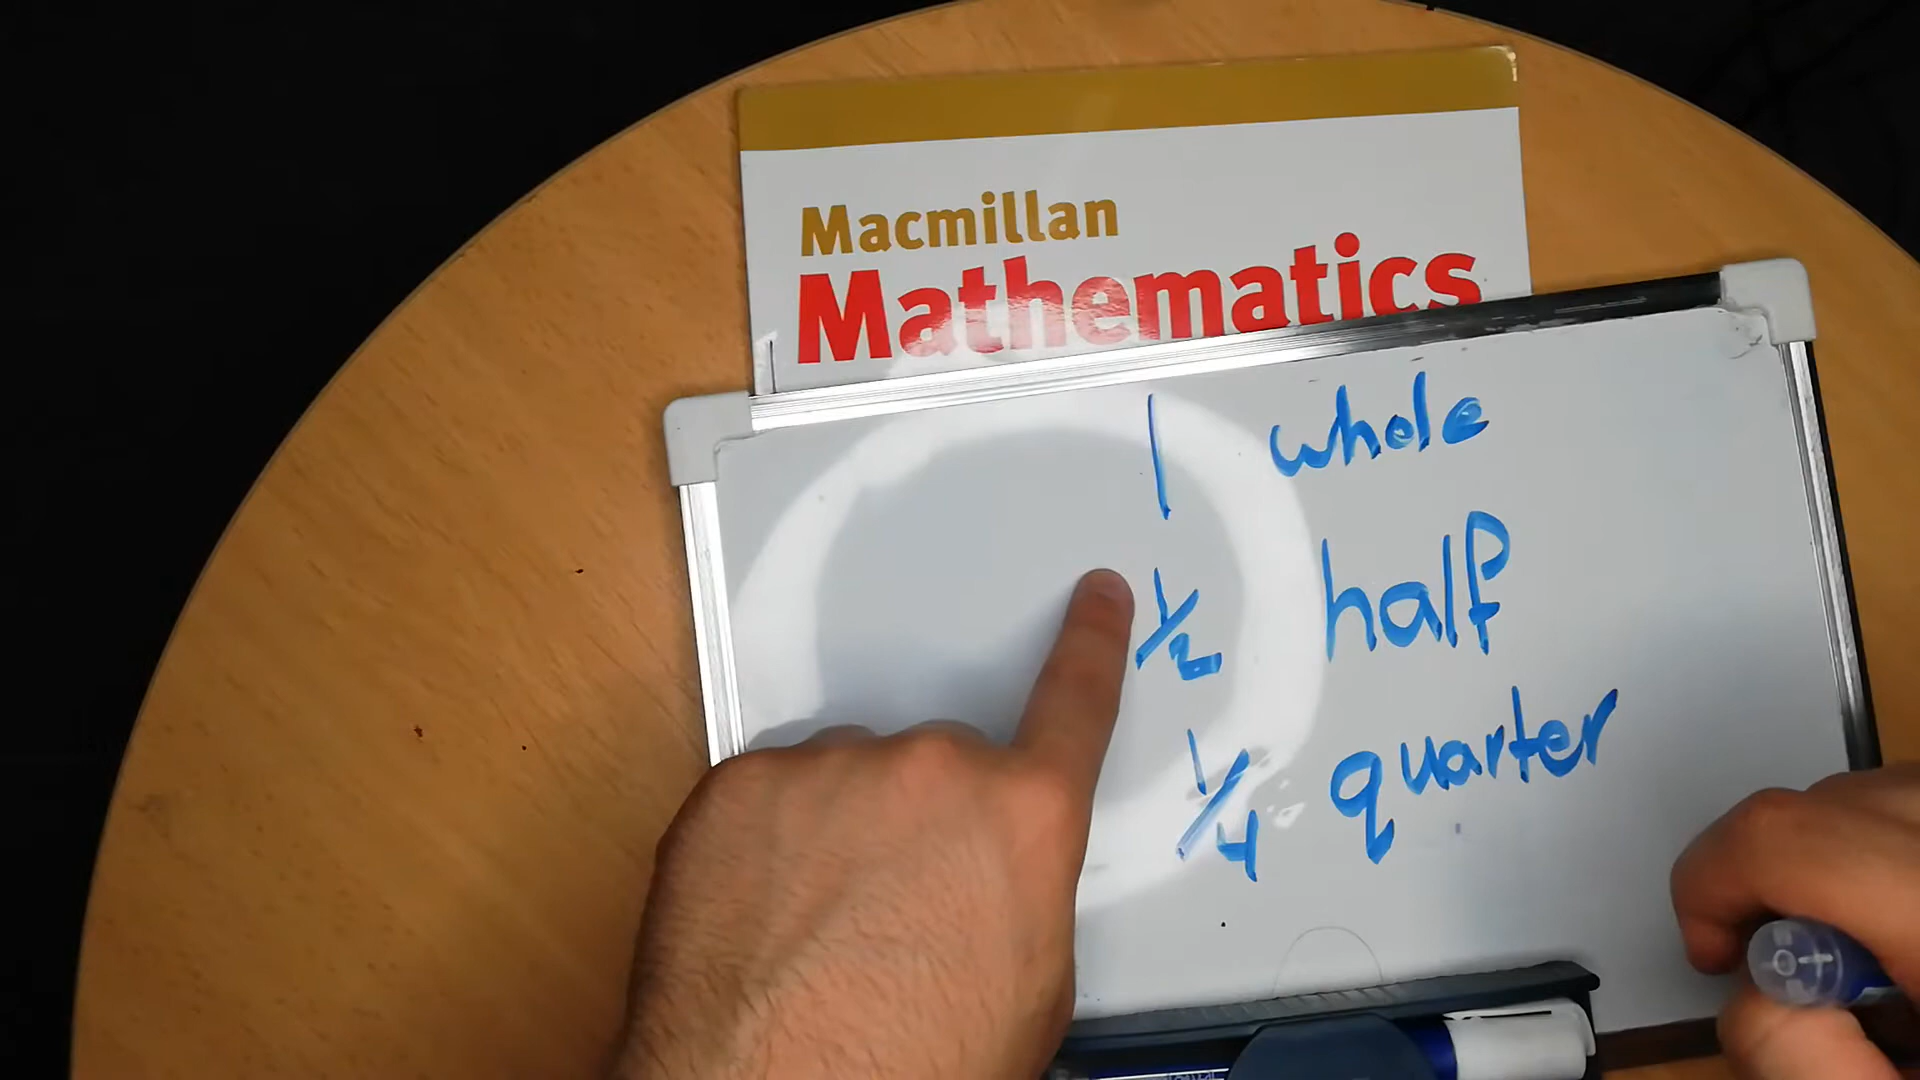 Macmillan
Mathematics
1 whole
1/2 half
1/4 quarter